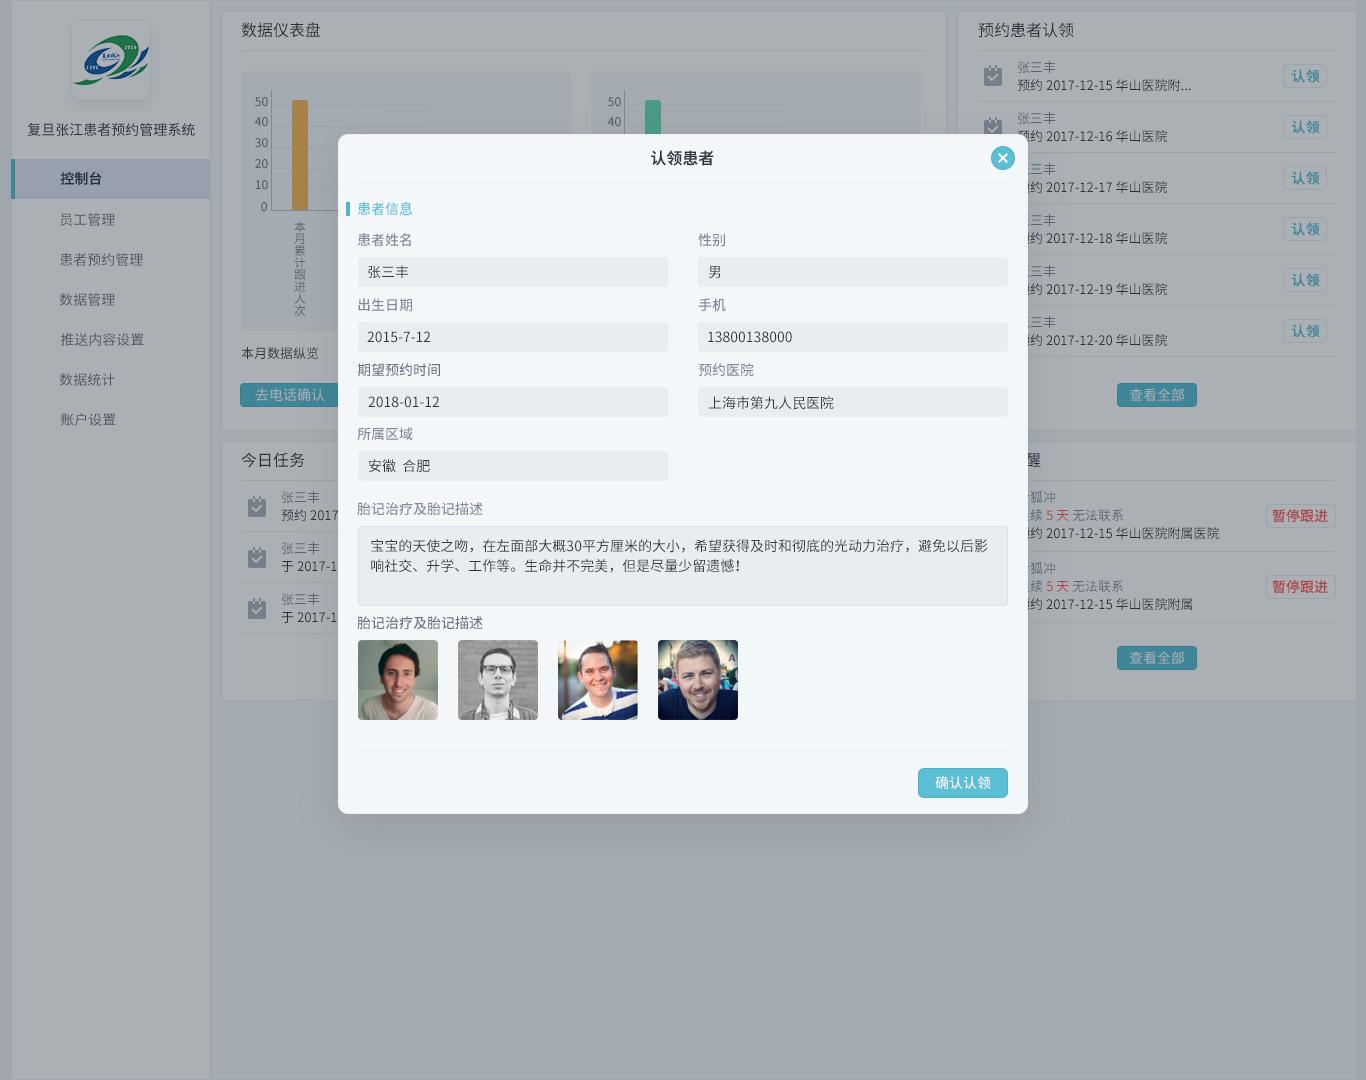 复旦张江患者预约管理系统
控制台
员工管理
患者预约管理
数据管理
推送内容设置
数据统计
账户设置
数据仪表盘
50
40
30
20
10
0
本月累计跟进人次
50
40
本月数据纵览
去电话确认
预约患者认领
张三丰
预约 2017-12-15 华山医院附...
认领
张三丰
预约 2017-12-16 华山医院
认领
三丰
约 2017-12-17 华山医院
认领
三丰
约 2017-12-18 华山医院
认领
三丰
约 2017-12-19 华山医院
认领
三丰
约 2017-12-20 华山医院
认领
查看全部
今日任务
张三丰
预约 2017
张三丰
于 2017-1
张三丰
于 2017-1
醒
狐冲
续 5 天 无法联系
约 2017-12-15 华山医院附属医院
暂停跟进
狐冲
续 5 天 无法联系
约 2017-12-15 华山医院附属
暂停跟进
查看全部
认领患者
患者信息
患者姓名
性别
张三丰
男
出生日期
手机
2015-7-12
13800138000
期望预约时间
预约医院
2018-01-12
上海市第九人民医院
所属区域
安徽 合肥
胎记治疗及胎记描述
宝宝的天使之吻，在左面部大概30平方厘米的大小，希望获得及时和彻底的光动力治疗，避免以后影
响社交、升学、工作等。生命并不完美，但是尽量少留遗憾！
胎记治疗及胎记描述
确认认领